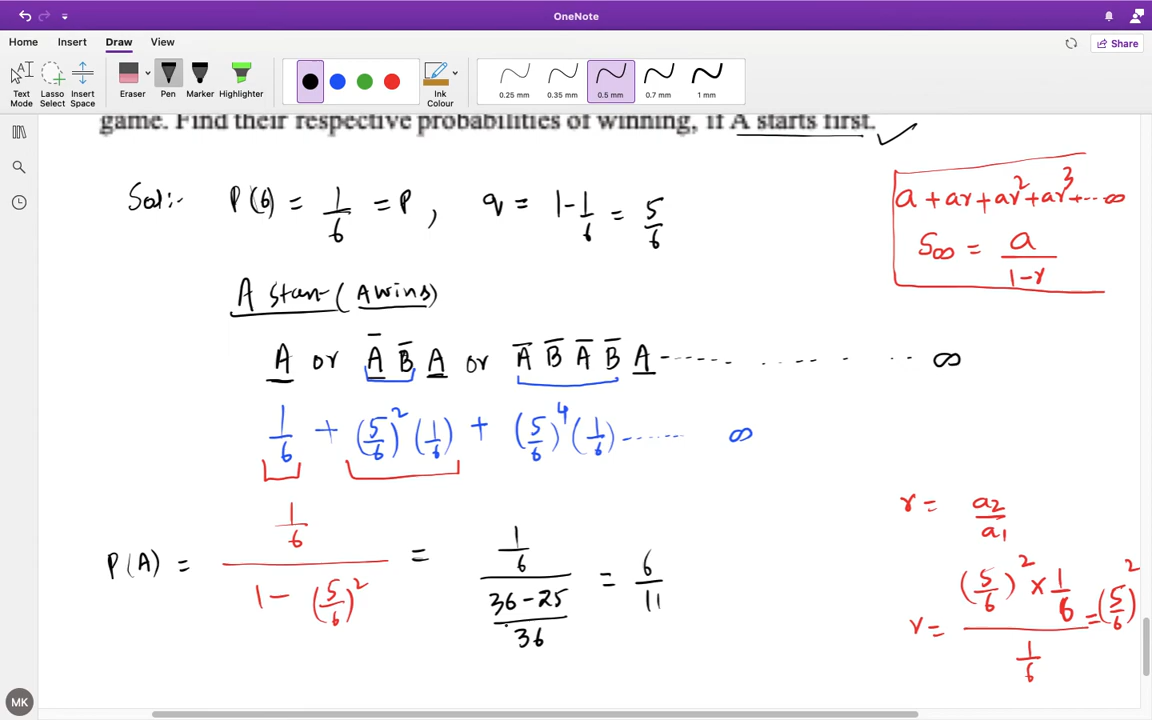 OneNote
Home Insert Draw View
Share
Text Mode Lasso Select Insert Space Eraser Pen Marker Highlighter Ink Colour 0.25 mm 0.35 mm 0.5 mm 0.7 mm 1 mm
game. Find their respective probabilities of winning, if A starts first.
Sol:- P(6) = 1/6 = P, q = 1 - 1/6 = 5/6
a + ar + ar² + ar³ + ... ∞
S∞ = a/(1-r)
A start (A wins)
A or A̅ B̅ A or A̅ B̅ A̅ B̅ A ........ ∞
1/6 + (5/6)² (1/6) + (5/6)⁴ (1/6) ...... ∞
r = a₂/a₁
P(A) = (1/6)/(1 - (5/6)²) = (1/6)/((36 - 25)/36) = 6/11
r = ((5/6)² × 1/6)/(1/6) = (5/6)²
MK